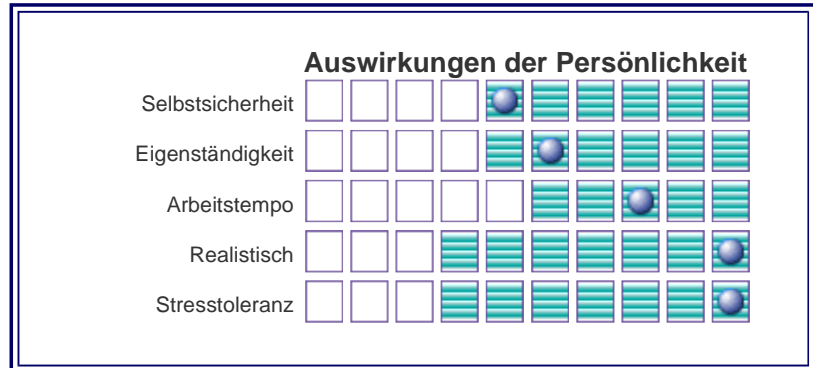 Auswirkungen der Persönlichkeit
Selbstsicherheit
Eigenständigkeit
Arbeitstempo
Realistisch
Stresstoleranz